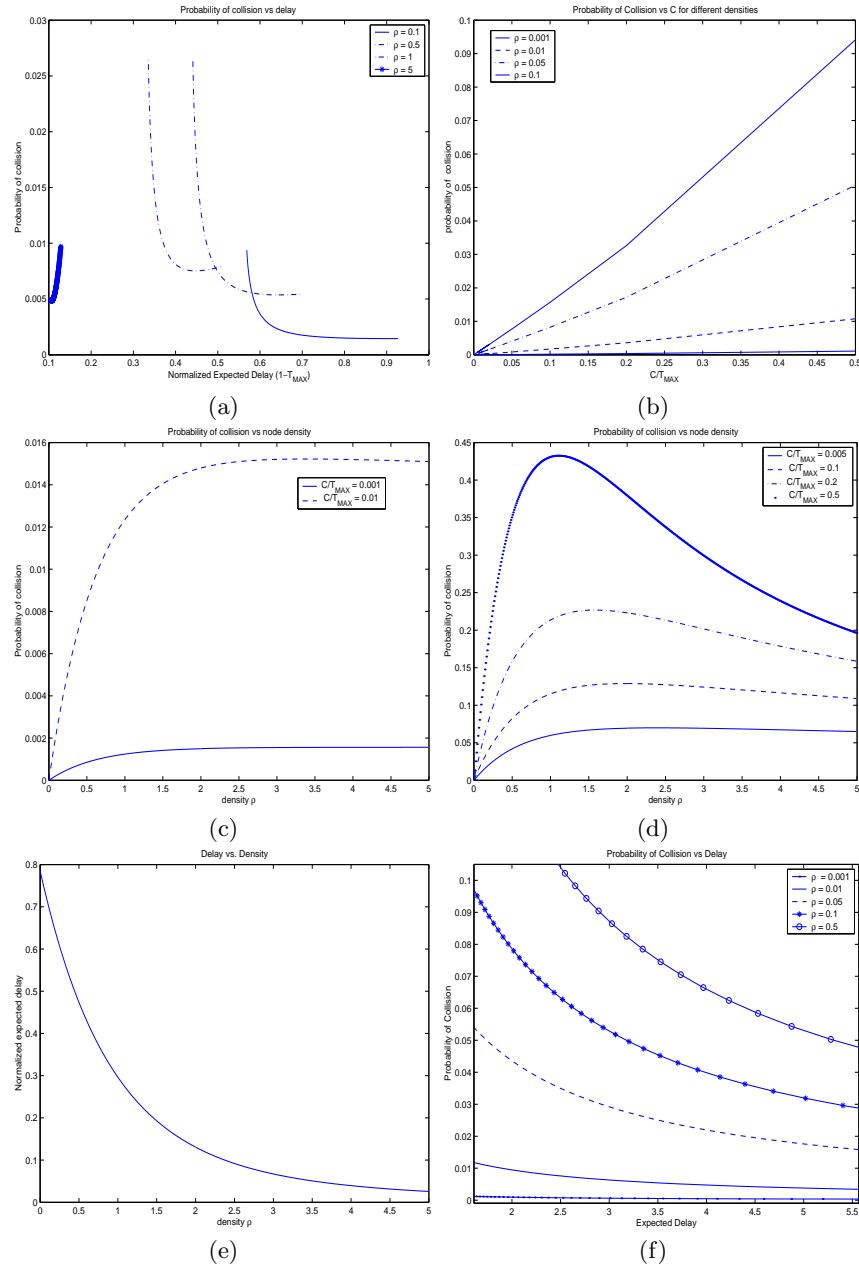 Probability of collision vs delay
0.03
0.025
0.02
0.015
0.01
0.005
0
Probability of collision
ρ = 0.1
ρ = 0.5
ρ = 1
ρ = 5
0.1 0.2 0.3 0.4 0.5 0.6 0.7 0.8 0.9 1
Normalized Expected Delay (1−T_MAX)
(a)
Probability of Collision vs C for different densities
0.1
0.09
0.08
0.07
0.06
0.05
0.04
0.03
0.02
0.01
0
probability of collision
ρ = 0.001
ρ = 0.01
ρ = 0.05
ρ = 0.1
0 0.05 0.1 0.15 0.2 0.25 0.3 0.35 0.4 0.45 0.5
C/T_MAX
(b)
Probability of collision vs node density
0.016
0.014
0.012
0.01
0.008
0.006
0.004
0.002
0
Probability of collision
C/T_MAX = 0.001
C/T_MAX = 0.01
0 0.5 1 1.5 2 2.5 3 3.5 4 4.5 5
density ρ
(c)
Probability of collision vs node density
0.45
0.4
0.35
0.3
0.25
0.2
0.15
0.1
0.05
0
Probability of collision
C/T_MAX = 0.005
C/T_MAX = 0.1
C/T_MAX = 0.2
C/T_MAX = 0.5
0 0.5 1 1.5 2 2.5 3 3.5 4 4.5 5
density ρ
(d)
Delay vs. Density
0.8
0.7
0.6
0.5
0.4
0.3
0.2
0.1
0
Normalized expected delay
0 0.5 1 1.5 2 2.5 3 3.5 4 4.5 5
density ρ
(e)
Probability of Collision vs Delay
0.1
0.09
0.08
0.07
0.06
0.05
0.04
0.03
0.02
0.01
0
Probability of Collision
ρ = 0.001
ρ = 0.01
ρ = 0.05
ρ = 0.1
ρ = 0.5
2 2.5 3 3.5 4 4.5 5 5.5
Expected Delay
(f)